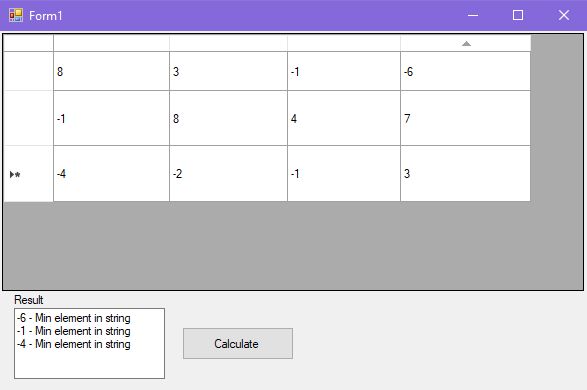 Form1
8 3 -1 -6
-1 8 4 7
-4 -2 -1 3
Result
-6 - Min element in string
-1 - Min element in string
-4 - Min element in string
Calculate